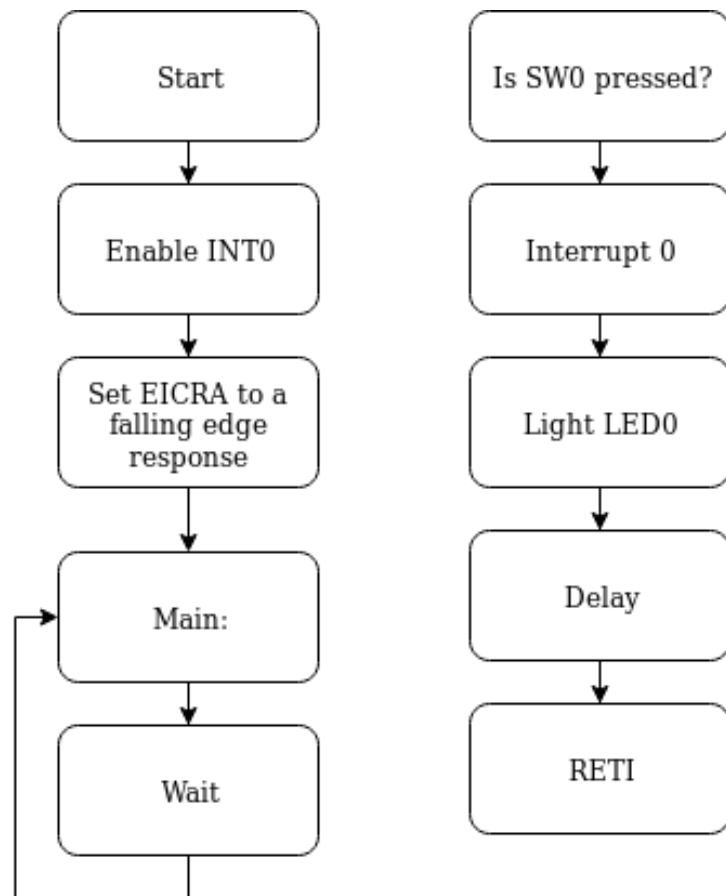 Start
Enable INT0
Set EICRA to a
falling edge
response
Main:
Wait
Is SW0 pressed?
Interrupt 0
Light LED0
Delay
RETI